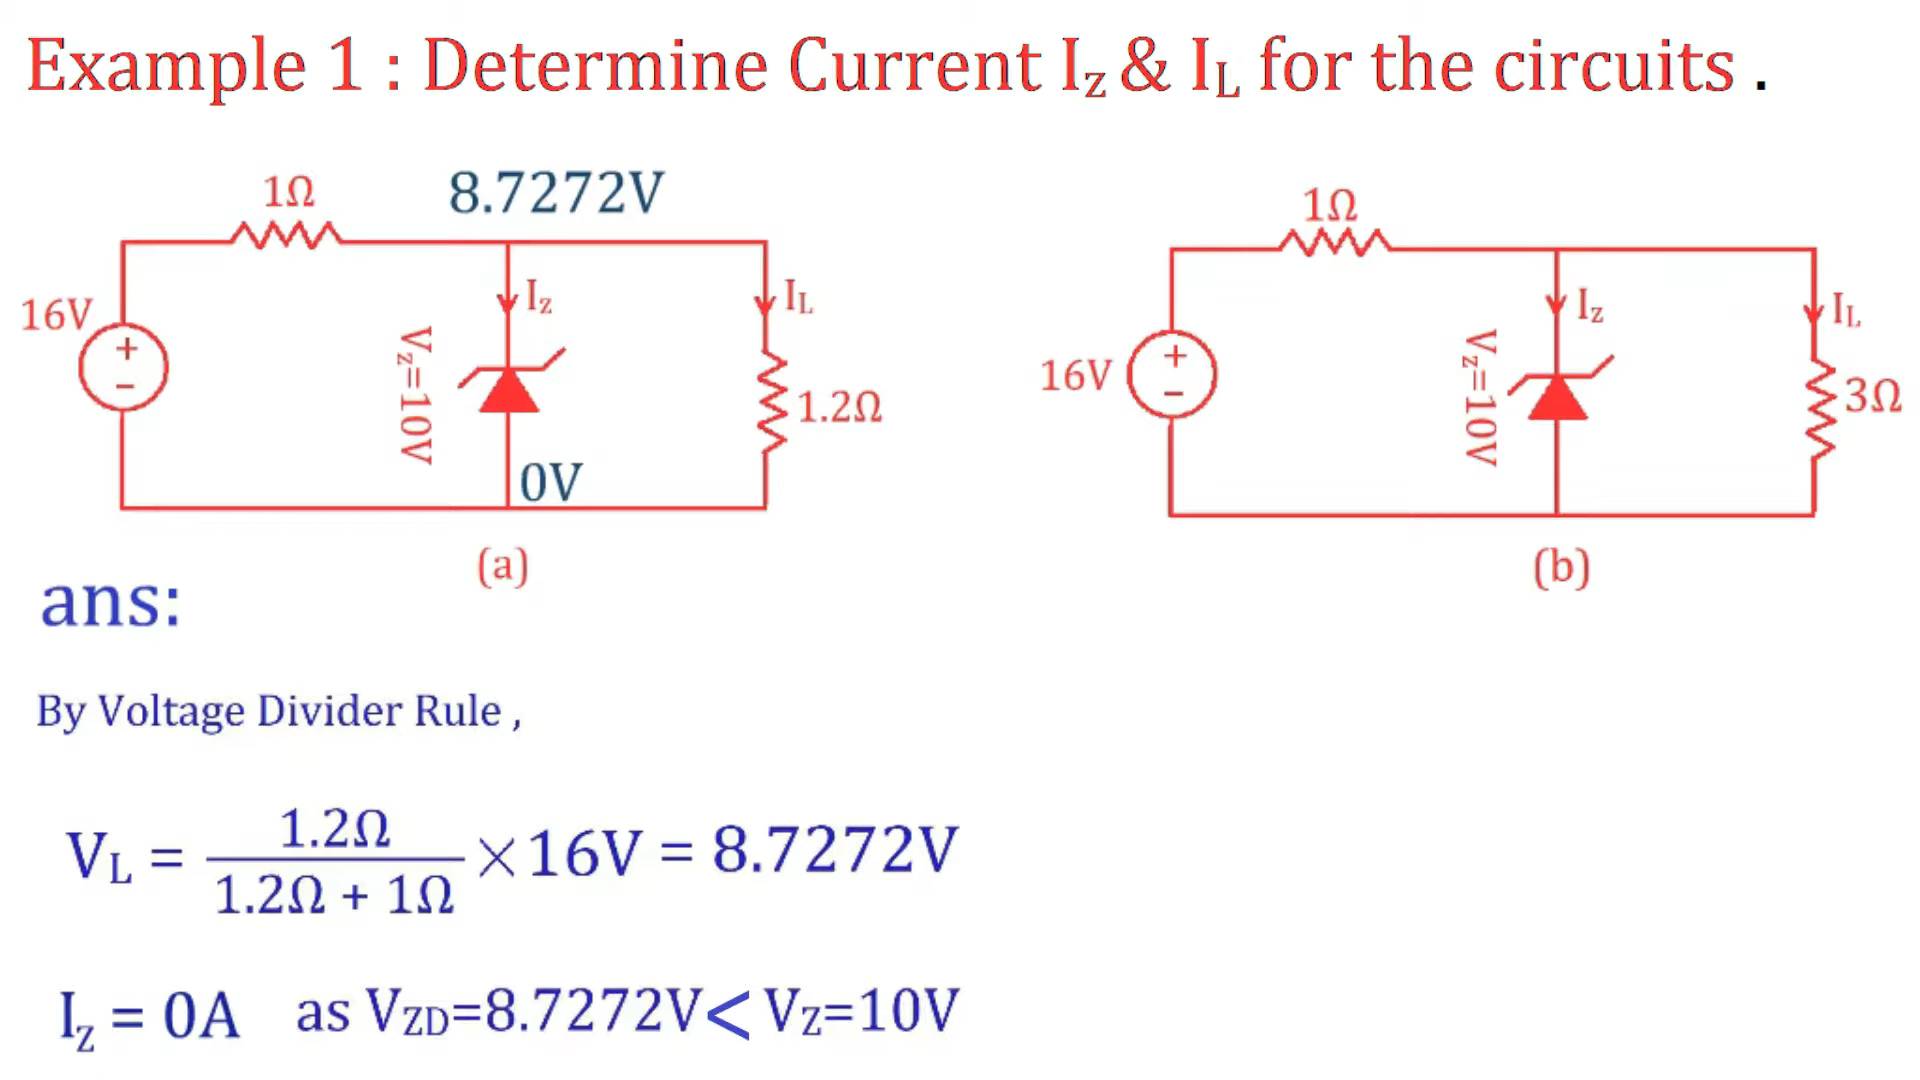 Example 1 : Determine Current Iz & IL for the circuits .
1Ω
8.7272V
16V
+
-
Iz
IL
Vz=10V
1.2Ω
0V
(a)
1Ω
16V
+
-
Iz
IL
Vz=10V
3Ω
(b)
ans:
By Voltage Divider Rule ,
VL = 1.2Ω / 1.2Ω + 1Ω ×16V = 8.7272V
Iz = 0A as VZD=8.7272V< VZ=10V